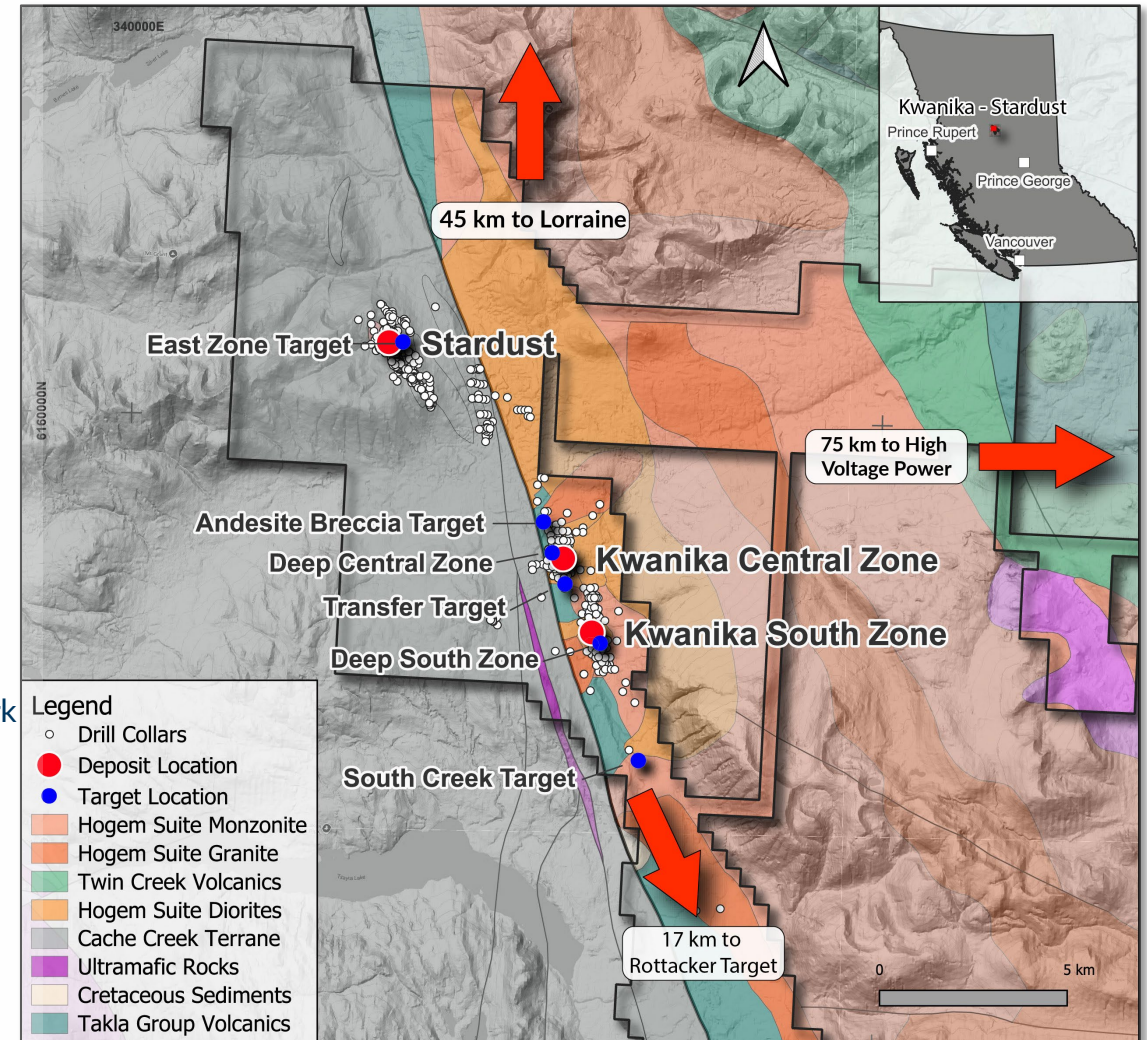 340000E
Kwanika - Stardust
Prince Rupert
Prince George
Vancouver
45 km to Lorraine
East Zone Target
Stardust
6160000N
75 km to High
Voltage Power
Andesite Breccia Target
Deep Central Zone
Kwanika Central Zone
Transfer Target
Kwanika South Zone
Deep South Zone
South Creek Target
17 km to
Rottacker Target
0
5 km
k
Legend
Drill Collars
Deposit Location
Target Location
Hogem Suite Monzonite
Hogem Suite Granite
Twin Creek Volcanics
Hogem Suite Diorites
Cache Creek Terrane
Ultramafic Rocks
Cretaceous Sediments
Takla Group Volcanics